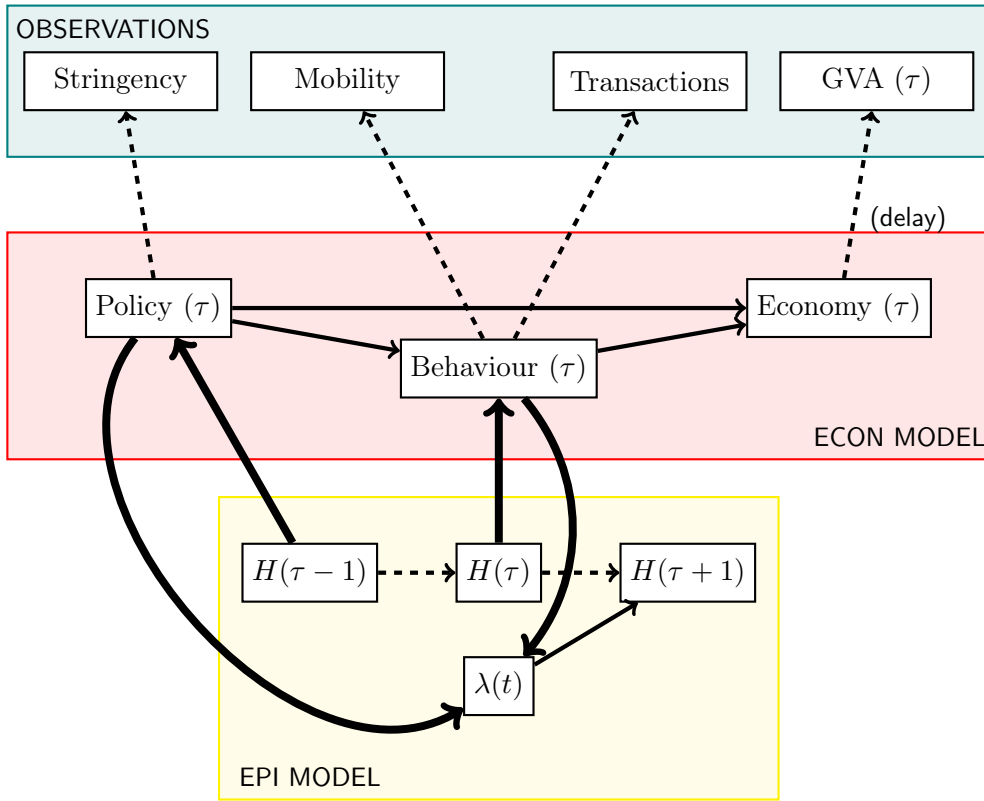 OBSERVATIONS
Stringency
Mobility
Transactions
GVA (τ)
(delay)
Policy (τ)
Economy (τ)
Behaviour (τ)
ECON MODEL
H(τ − 1)
H(τ)
H(τ + 1)
λ(t)
EPI MODEL